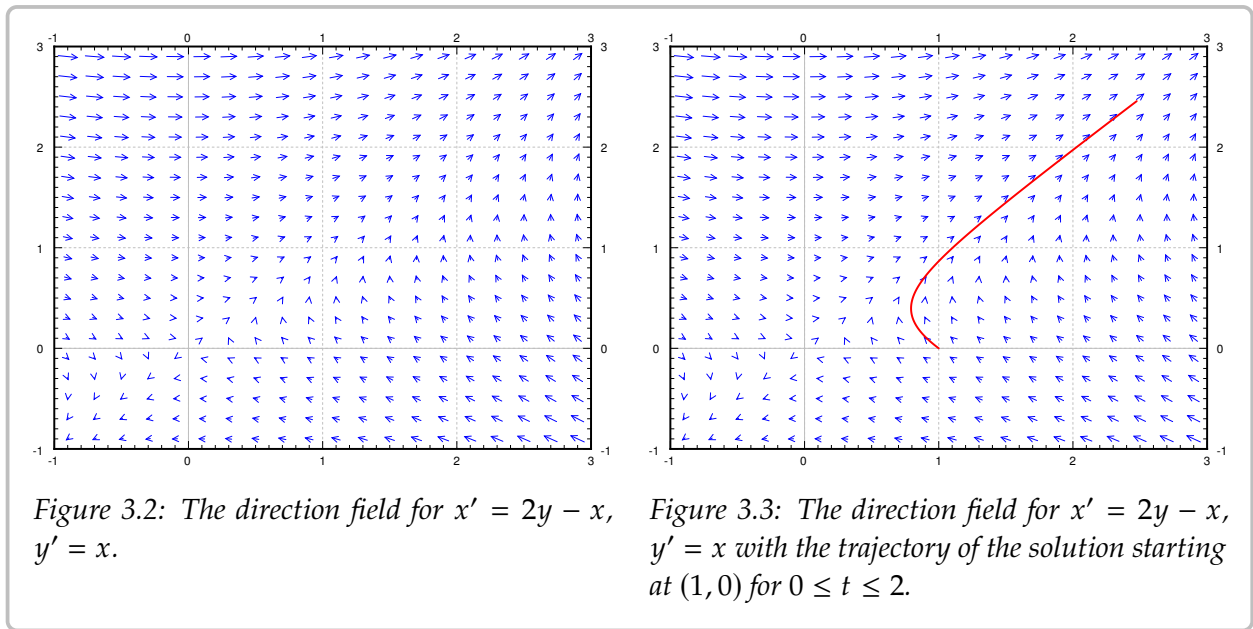 -1 0 1 2 3
3 3
2 2
1 1
0 0
-1 -1
-1 0 1 2 3
-1 0 1 2 3
3 3
2 2
1 1
0 0
-1 -1
-1 0 1 2 3
Figure 3.2: The direction field for x′ = 2y − x,
y′ = x.
Figure 3.3: The direction field for x′ = 2y − x,
y′ = x with the trajectory of the solution starting
at (1, 0) for 0 ≤ t ≤ 2.